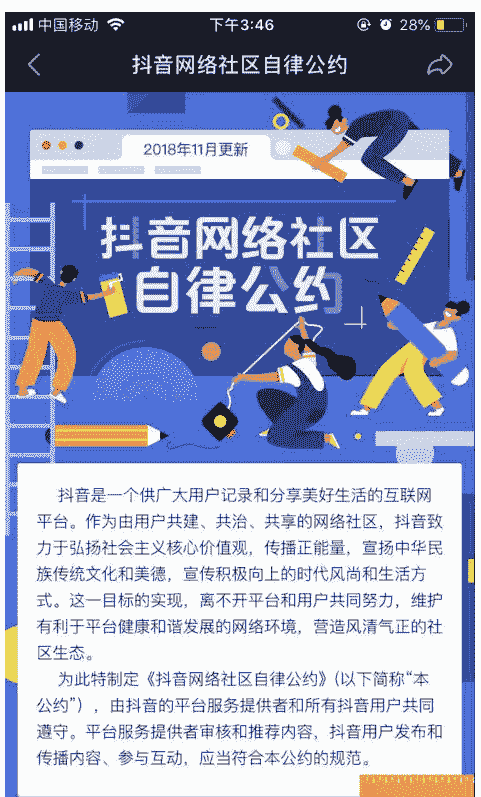 中国移动 下午3:46 28%
抖音网络社区自律公约
2018年11月更新
抖音网络社区
自律公约
抖音是一个供广大用户记录和分享美好生活的互联网
平台。作为由用户共建、共治、共享的网络社区，抖音致
力于弘扬社会主义核心价值观，传播正能量，宣扬中华民
族传统文化和美德，宣传积极向上的时代风尚和生活方
式。这一目标的实现，离不开平台和用户共同努力，维护
有利于平台健康和谐发展的网络环境，营造风清气正的社
区生态。
为此特制定《抖音网络社区自律公约》(以下简称“本
公约”），由抖音的平台服务提供者和所有抖音用户共同
遵守。平台服务提供者审核和推荐内容，抖音用户发布和
传播内容、参与互动，应当符合本公约的规范。